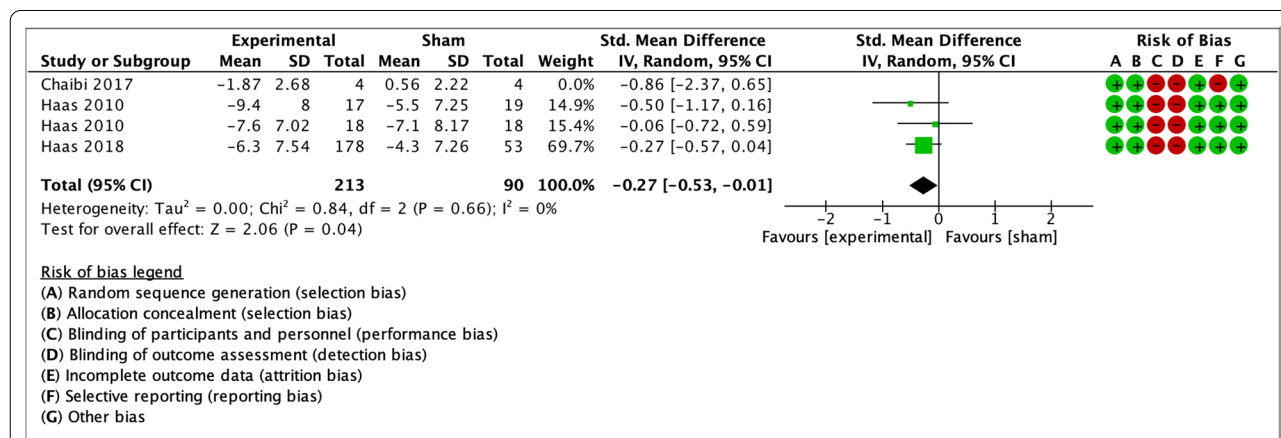 Experimental Sham Std. Mean Difference Std. Mean Difference Risk of Bias
Study or Subgroup Mean SD Total Mean SD Total Weight IV, Random, 95% CI IV, Random, 95% CI A B C D E F G
Chaibi 2017 −1.87 2.68 4 0.56 2.22 4 0.0% −0.86 [−2.37, 0.65] + + − − + − +
Haas 2010 −9.4 8 17 −5.5 7.25 19 14.9% −0.50 [−1.17, 0.16] + + − − + + +
Haas 2010 −7.6 7.02 18 −7.1 8.17 18 15.4% −0.06 [−0.72, 0.59] + + − − + + +
Haas 2018 −6.3 7.54 178 −4.3 7.26 53 69.7% −0.27 [−0.57, 0.04] + + − − + + +
Total (95% CI) 213 90 100.0% −0.27 [−0.53, −0.01]
Heterogeneity: Tau² = 0.00; Chi² = 0.84, df = 2 (P = 0.66); I² = 0%
Test for overall effect: Z = 2.06 (P = 0.04)
−2 −1 0 1 2
Favours [experimental] Favours [sham]
Risk of bias legend
(A) Random sequence generation (selection bias)
(B) Allocation concealment (selection bias)
(C) Blinding of participants and personnel (performance bias)
(D) Blinding of outcome assessment (detection bias)
(E) Incomplete outcome data (attrition bias)
(F) Selective reporting (reporting bias)
(G) Other bias